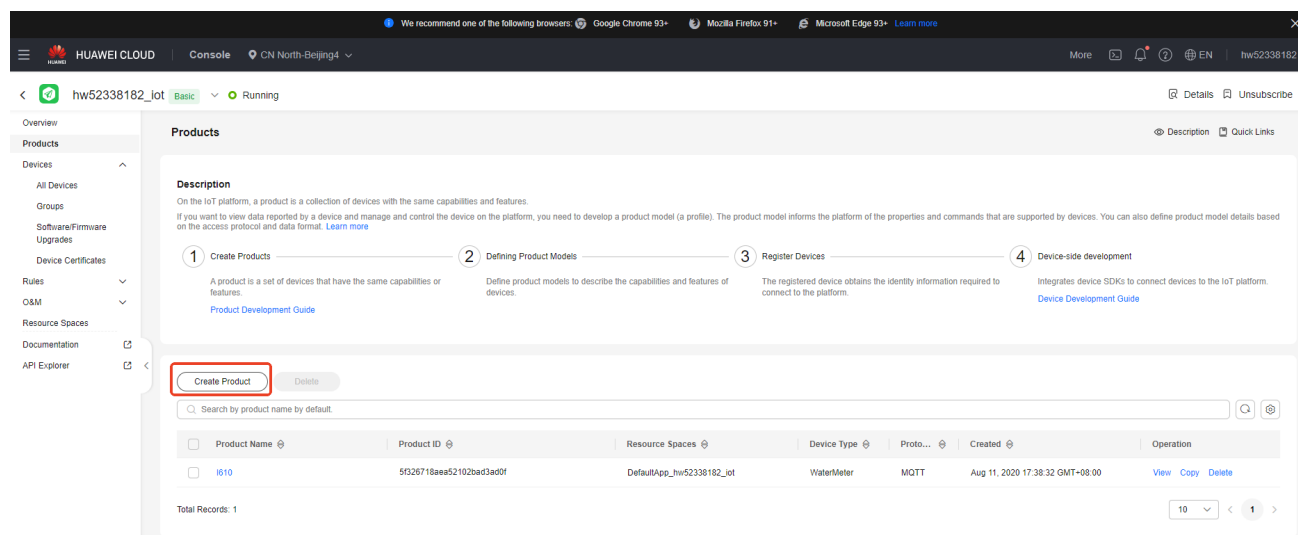 We recommend one of the following browsers: Google Chrome 93+ Mozilla Firefox 91+ Microsoft Edge 93+ Learn more
HUAWEI HUAWEI CLOUD Console CN North-Beijing4 More EN hw52338182
hw52338182_iot Basic Running Details Unsubscribe
Overview
Products
Devices
All Devices
Groups
Software/Firmware
Upgrades
Device Certificates
Rules
O&M
Resource Spaces
Documentation
API Explorer
Products Description Quick Links
Description
On the IoT platform, a product is a collection of devices with the same capabilities and features.
If you want to view data reported by a device and manage and control the device on the platform, you need to develop a product model (a profile). The product model informs the platform of the properties and commands that are supported by devices. You can also define product model details based
on the access protocol and data format. Learn more
1 Create Products 2 Defining Product Models 3 Register Devices 4 Device-side development
A product is a set of devices that have the same capabilities or
features.
Product Development Guide
Define product models to describe the capabilities and features of
devices.
The registered device obtains the identity information required to
connect to the platform.
Integrates device SDKs to connect devices to the IoT platform.
Device Development Guide
Create Product Delete
Search by product name by default.
Product Name Product ID Resource Spaces Device Type Proto... Created Operation
l610 5f326718aea52102bad3ad0f DefaultApp_hw52338182_iot WaterMeter MQTT Aug 11, 2020 17:38:32 GMT+08:00 View Copy Delete
Total Records: 1 10 1